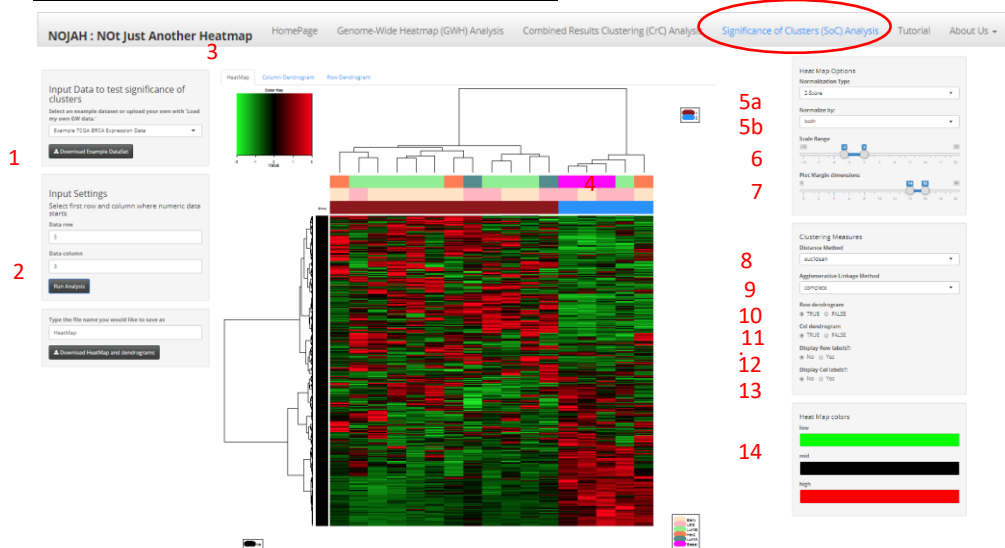 NOJAH : NOt Just Another Heatmap
HomePage
Genome-Wide Heatmap (GWH) Analysis
Combined Results Clustering (CrC) Analysis
Significance of Clusters (SoC) Analysis
Tutorial
About Us
3
Input Data to test significance of
clusters
Select an example dataset or upload your own with 'Load
my own GW data.'
Example TCGA BRCA Expression Data
Download Example DataSet
1
Input Settings
Select first row and column where numeric data
starts
Data row
5
Data column
3
2
Run Analysis
Type the file name you would like to save as
HeatMap
Download HeatMap and dendrograms
HeatMap
Column Dendrogram
Row Dendrogram
Color Key
Value
4
Heat Map Options
Normalization Type
5a
Z-Score
Normalize by:
5b
both
Scale Range
6
Plot Margin dimensions
7
Clustering Measures
Distance Method
8
euclidean
Agglomerative Linkage Method
9
complete
Row dendrogram
10
TRUE FALSE
Col dendrogram
11
TRUE FALSE
Display Row labels?:
12
No Yes
Display Col labels?:
13
No Yes
Heat Map colors
low
14
mid
high